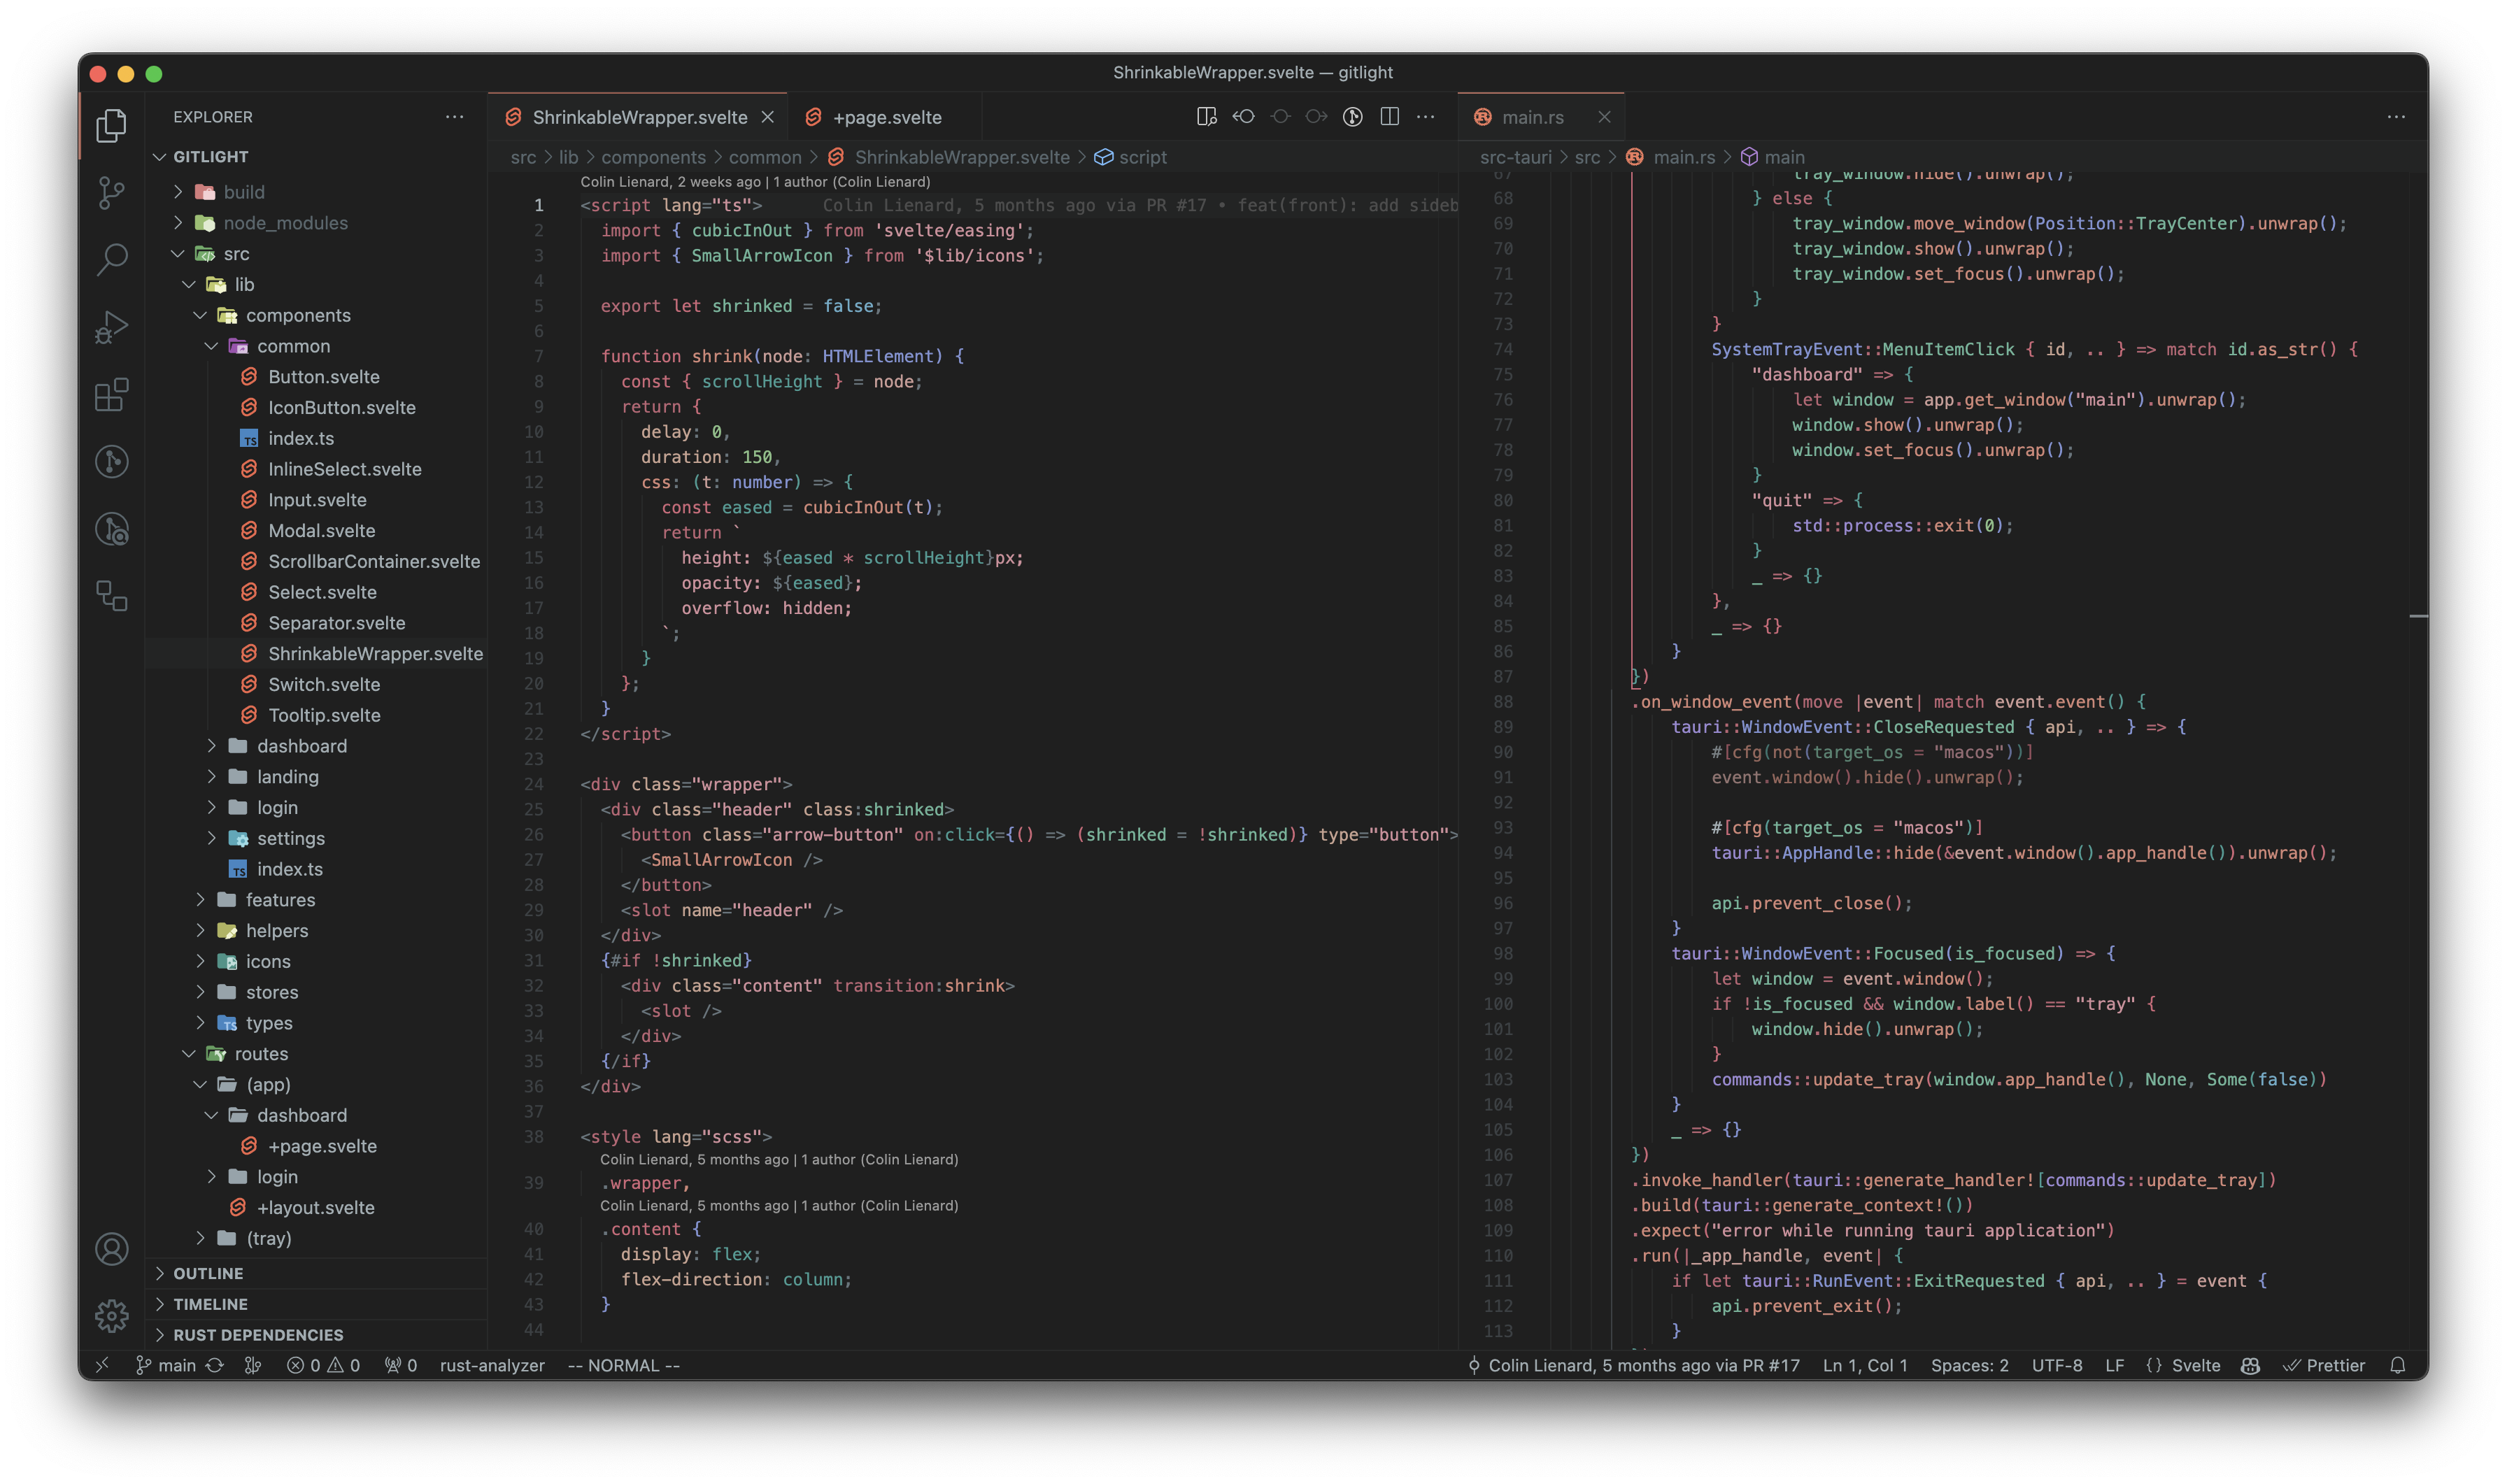 ShrinkableWrapper.svelte — gitlight
EXPLORER
GITLIGHT
build
node_modules
src
lib
components
common
Button.svelte
IconButton.svelte
TS index.ts
InlineSelect.svelte
Input.svelte
Modal.svelte
ScrollbarContainer.svelte
Select.svelte
Separator.svelte
ShrinkableWrapper.svelte
Switch.svelte
Tooltip.svelte
dashboard
landing
login
settings
TS index.ts
features
helpers
icons
stores
TS types
routes
(app)
dashboard
+page.svelte
login
+layout.svelte
(tray)
OUTLINE
TIMELINE
RUST DEPENDENCIES
ShrinkableWrapper.svelte
+page.svelte
src > lib > components > common > ShrinkableWrapper.svelte > script
Colin Lienard, 2 weeks ago | 1 author (Colin Lienard)
1 <script lang="ts"> Colin Lienard, 5 months ago via PR #17 • feat(front): add sideb
2 import { cubicInOut } from 'svelte/easing';
3 import { SmallArrowIcon } from '$lib/icons';
4
5 export let shrinked = false;
6
7 function shrink(node: HTMLElement) {
8 const { scrollHeight } = node;
9 return {
10 delay: 0,
11 duration: 150,
12 css: (t: number) => {
13 const eased = cubicInOut(t);
14 return `
15 height: ${eased * scrollHeight}px;
16 opacity: ${eased};
17 overflow: hidden;
18 `;
19 }
20 };
21 }
22 </script>
23
24 <div class="wrapper">
25 <div class="header" class:shrinked>
26 <button class="arrow-button" on:click={() => (shrinked = !shrinked)} type="button">
27 <SmallArrowIcon />
28 </button>
29 <slot name="header" />
30 </div>
31 {#if !shrinked}
32 <div class="content" transition:shrink>
33 <slot />
34 </div>
35 {/if}
36 </div>
37
38 <style lang="scss">
Colin Lienard, 5 months ago | 1 author (Colin Lienard)
39 .wrapper,
Colin Lienard, 5 months ago | 1 author (Colin Lienard)
40 .content {
41 display: flex;
42 flex-direction: column;
43 }
44
main.rs
src-tauri > src > main.rs > main
67 tray_window.hide().unwrap();
68 } else {
69 tray_window.move_window(Position::TrayCenter).unwrap();
70 tray_window.show().unwrap();
71 tray_window.set_focus().unwrap();
72 }
73 }
74 SystemTrayEvent::MenuItemClick { id, .. } => match id.as_str() {
75 "dashboard" => {
76 let window = app.get_window("main").unwrap();
77 window.show().unwrap();
78 window.set_focus().unwrap();
79 }
80 "quit" => {
81 std::process::exit(0);
82 }
83 _ => {}
84 },
85 _ => {}
86 }
87 })
88 .on_window_event(move |event| match event.event() {
89 tauri::WindowEvent::CloseRequested { api, .. } => {
90 #[cfg(not(target_os = "macos"))]
91 event.window().hide().unwrap();
92
93 #[cfg(target_os = "macos")]
94 tauri::AppHandle::hide(&event.window().app_handle()).unwrap();
95
96 api.prevent_close();
97 }
98 tauri::WindowEvent::Focused(is_focused) => {
99 let window = event.window();
100 if !is_focused && window.label() == "tray" {
101 window.hide().unwrap();
102 }
103 commands::update_tray(window.app_handle(), None, Some(false))
104 }
105 _ => {}
106 })
107 .invoke_handler(tauri::generate_handler![commands::update_tray])
108 .build(tauri::generate_context!())
109 .expect("error while running tauri application")
110 .run(|_app_handle, event| {
111 if let tauri::RunEvent::ExitRequested { api, .. } = event {
112 api.prevent_exit();
113 }
main 0 0 0 rust-analyzer -- NORMAL -- Colin Lienard, 5 months ago via PR #17 Ln 1, Col 1 Spaces: 2 UTF-8 LF {} Svelte Prettier